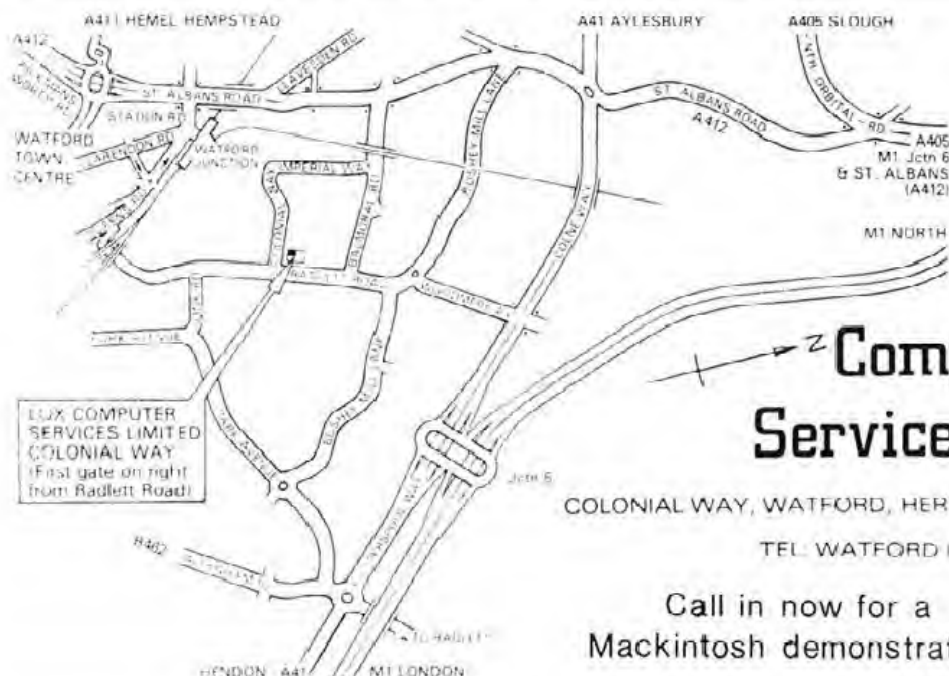 A411 HEMEL HEMPSTEAD
A41 AYLESBURY
A405 SLOUGH
A412
ST. ALBANS ROAD
STATION RD
CLARENDON RD
WATFORD
TOWN
CENTRE
WATFORD
JUNCTION
IMPERIAL WAY
COLONIAL WAY
BALMORAL RD
BUSHEY MILL LANE
COLNE WAY
ST. ALBANS ROAD
A412
ORBITAL RD
A405
M1 Jctn 6
& ST. ALBANS
(A412)
M1 NORTH
RADLETT ROAD
BUSHEY MILL LANE
PARK AVENUE
LUX COMPUTER
SERVICES LIMITED
COLONIAL WAY
(First gate on right
from Radlett Road)
Jctn 5
N
Com
Service
COLONIAL WAY, WATFORD, HER
TEL: WATFORD
B462
HENDON A41
M1 LONDON
TO RADLETT
Call in now for a
Mackintosh demonstrat